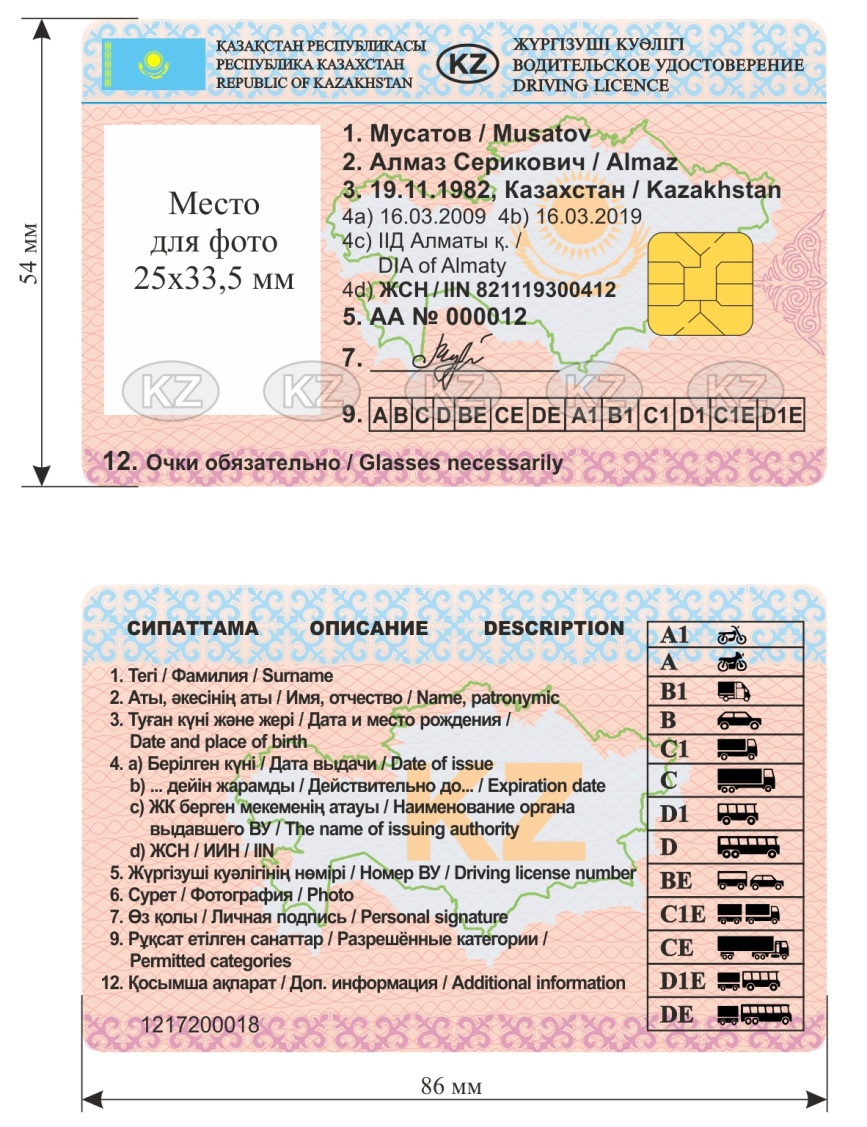 ҚАЗАҚСТАН РЕСПУБЛИКАСЫ
РЕСПУБЛИКА КАЗАХСТАН
REPUBLIC OF KAZAKHSTAN
KZ
ЖҮРГІЗУШІ КУӘЛІГІ
ВОДИТЕЛЬСКОЕ УДОСТОВЕРЕНИЕ
DRIVING LICENCE
54 мм
Место
для фото
25x33,5 мм
1. Мусатов / Musatov
2. Алмаз Серикович / Almaz
3. 19.11.1982, Казахстан / Kazakhstan
4a) 16.03.2009 4b) 16.03.2019
4c) ІІД Алматы қ. /
DIA of Almaty
4d) ЖСН / IIN 821119300412
5. АА № 000012
7.
KZ KZ KZ KZ KZ
9. A B C D BE CE DE A1 B1 C1 D1 C1E D1E
12. Очки обязательно / Glasses necessarily
СИПАТТАМА ОПИСАНИЕ DESCRIPTION
1. Тегі / Фамилия / Surname
2. Аты, әкесінің аты / Имя, отчество / Name, patronymic
3. Туған күні және жері / Дата и место рождения /
Date and place of birth
4. a) Берілген күні / Дата выдачи / Date of issue
b) ... дейін жарамды / Действительно до... / Expiration date
c) ЖК берген мекеменің атауы / Наименование органа
выдавшего ВУ / The name of issuing authority
d) ЖСН / ИИН / IIN
5. Жүргізуші куәлігінің нөмірі / Номер ВУ / Driving license number
6. Сурет / Фотография / Photo
7. Өз қолы / Личная подпись / Personal signature
9. Рұқсат етілген санаттар / Разрешённые категории /
Permitted categories
12. Қосымша ақпарат / Доп. информация / Additional information
1217200018
KZ
A1
A
B1
B
C1
C
D1
D
BE
C1E
CE
D1E
DE
86 мм